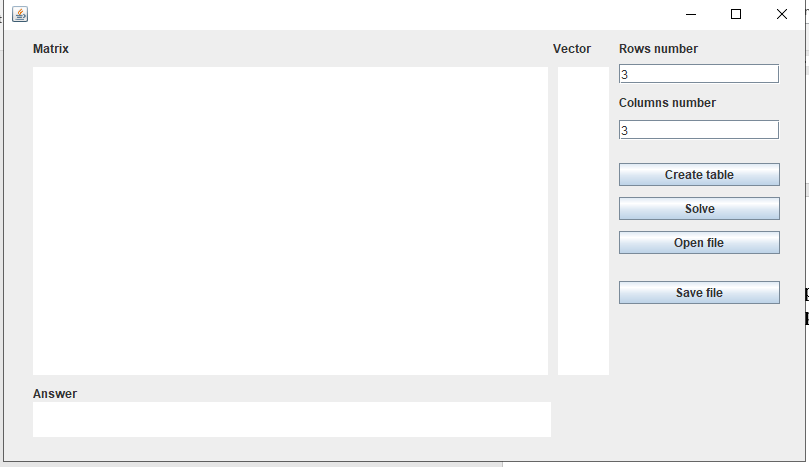 Matrix
Vector
Rows number
3
Columns number
3
Create table
Solve
Open file
Save file
Answer